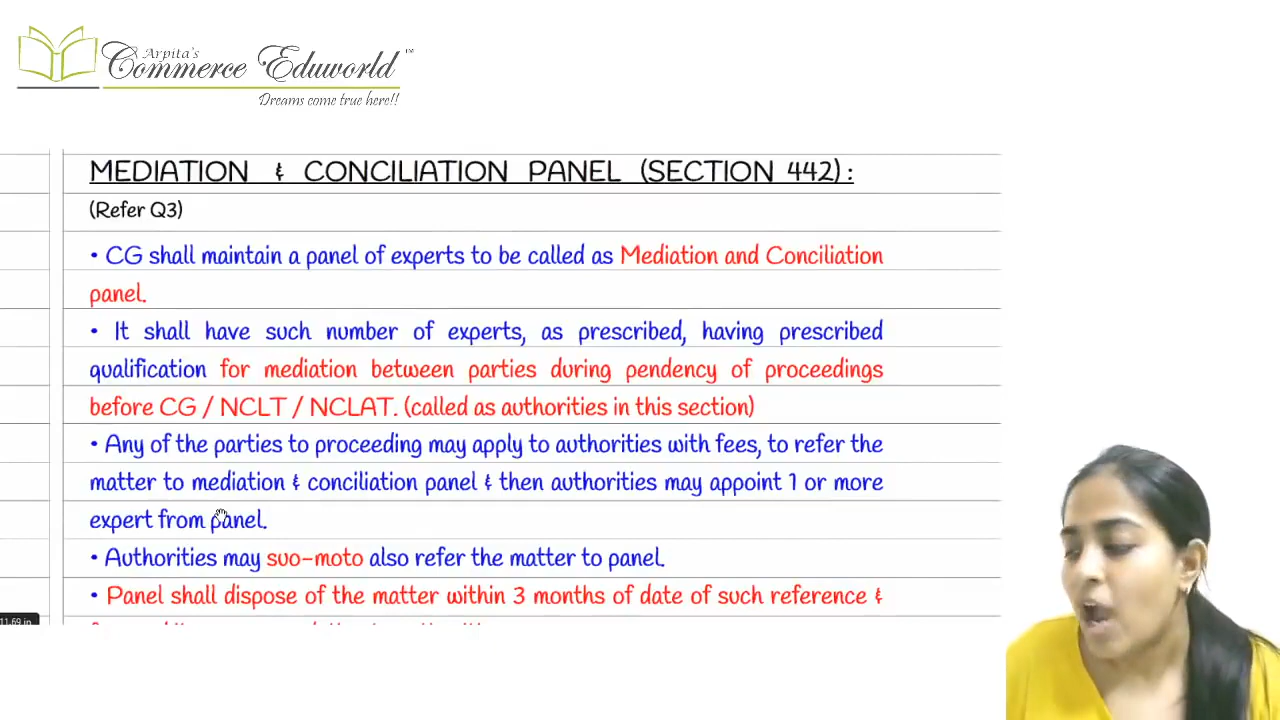 Arpita's
Commerce Eduworld™
Dreams come true here!!
MEDIATION & CONCILIATION PANEL (SECTION 442) :
(Refer Q3)
• CG shall maintain a panel of experts to be called as Mediation and Conciliation
panel.
• It shall have such number of experts, as prescribed, having prescribed
qualification for mediation between parties during pendency of proceedings
before CG / NCLT / NCLAT. (called as authorities in this section)
• Any of the parties to proceeding may apply to authorities with fees, to refer the
matter to mediation & conciliation panel & then authorities may appoint 1 or more
expert from panel.
• Authorities may suo-moto also refer the matter to panel.
• Panel shall dispose of the matter within 3 months of date of such reference &
11.69 in